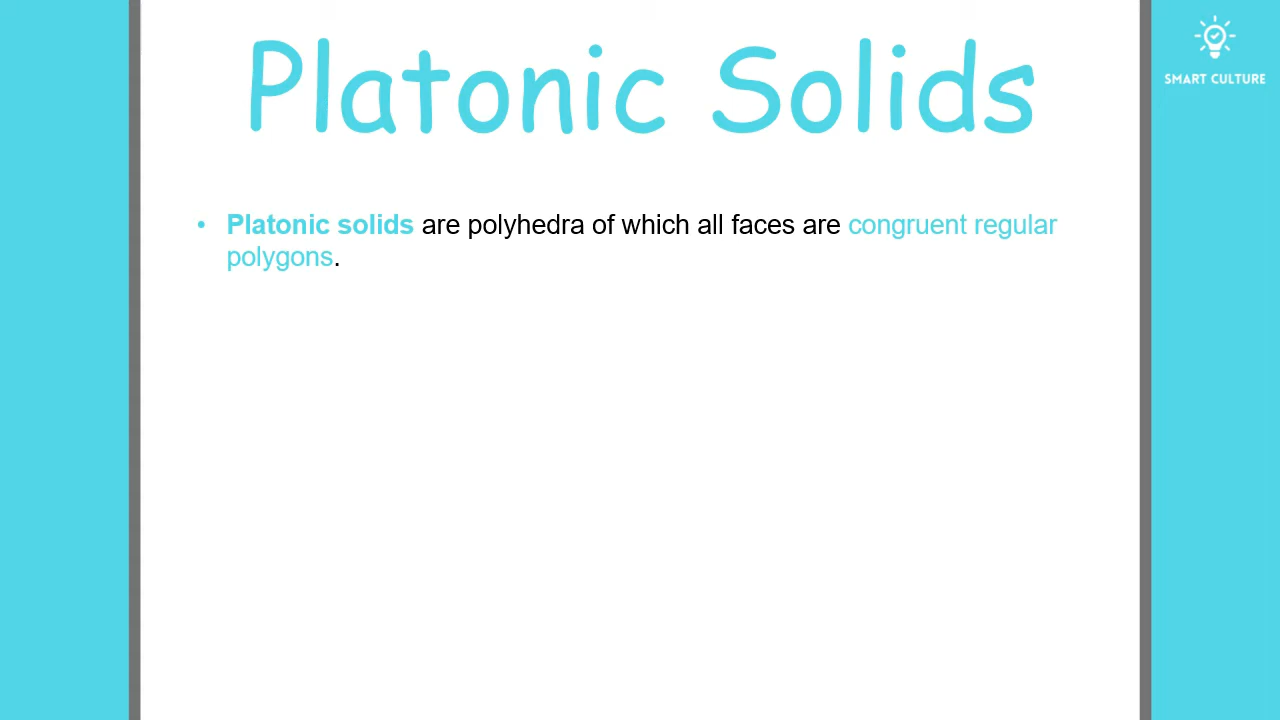 Platonic Solids
SMART CULTURE
• Platonic solids are polyhedra of which all faces are congruent regular
polygons.